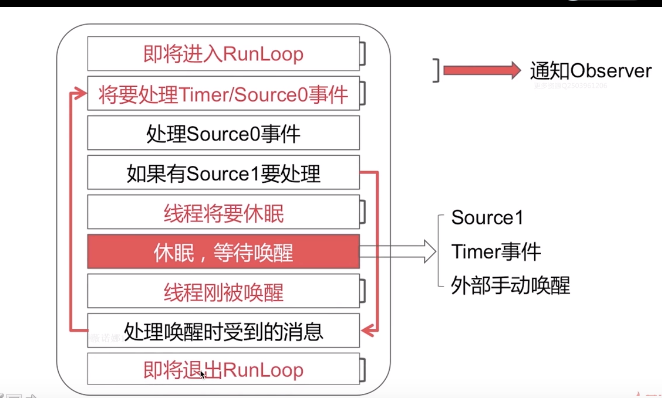 即将进入RunLoop
将要处理Timer/Source0事件
处理Source0事件
如果有Source1要处理
线程将要休眠
休眠，等待唤醒
线程刚被唤醒
处理唤醒时受到的消息
即将退出RunLoop
通知Observer
Source1
Timer事件
外部手动唤醒